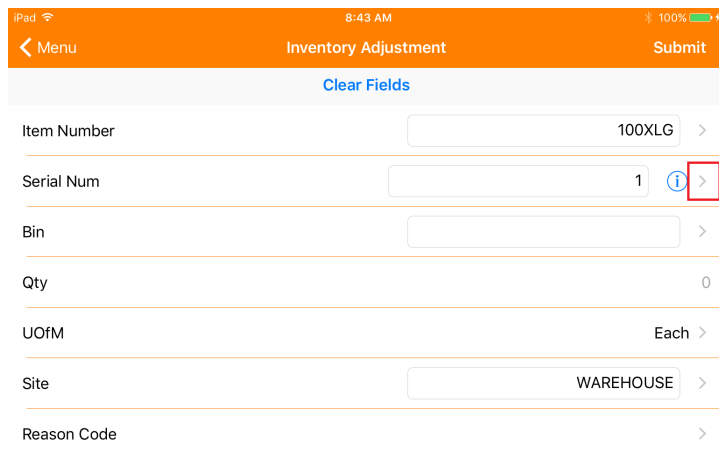 iPad 8:43 AM 100%
Menu Inventory Adjustment Submit
Clear Fields
Item Number 100XLG
Serial Num 1 i
Bin
Qty 0
UOfM Each
Site WAREHOUSE
Reason Code